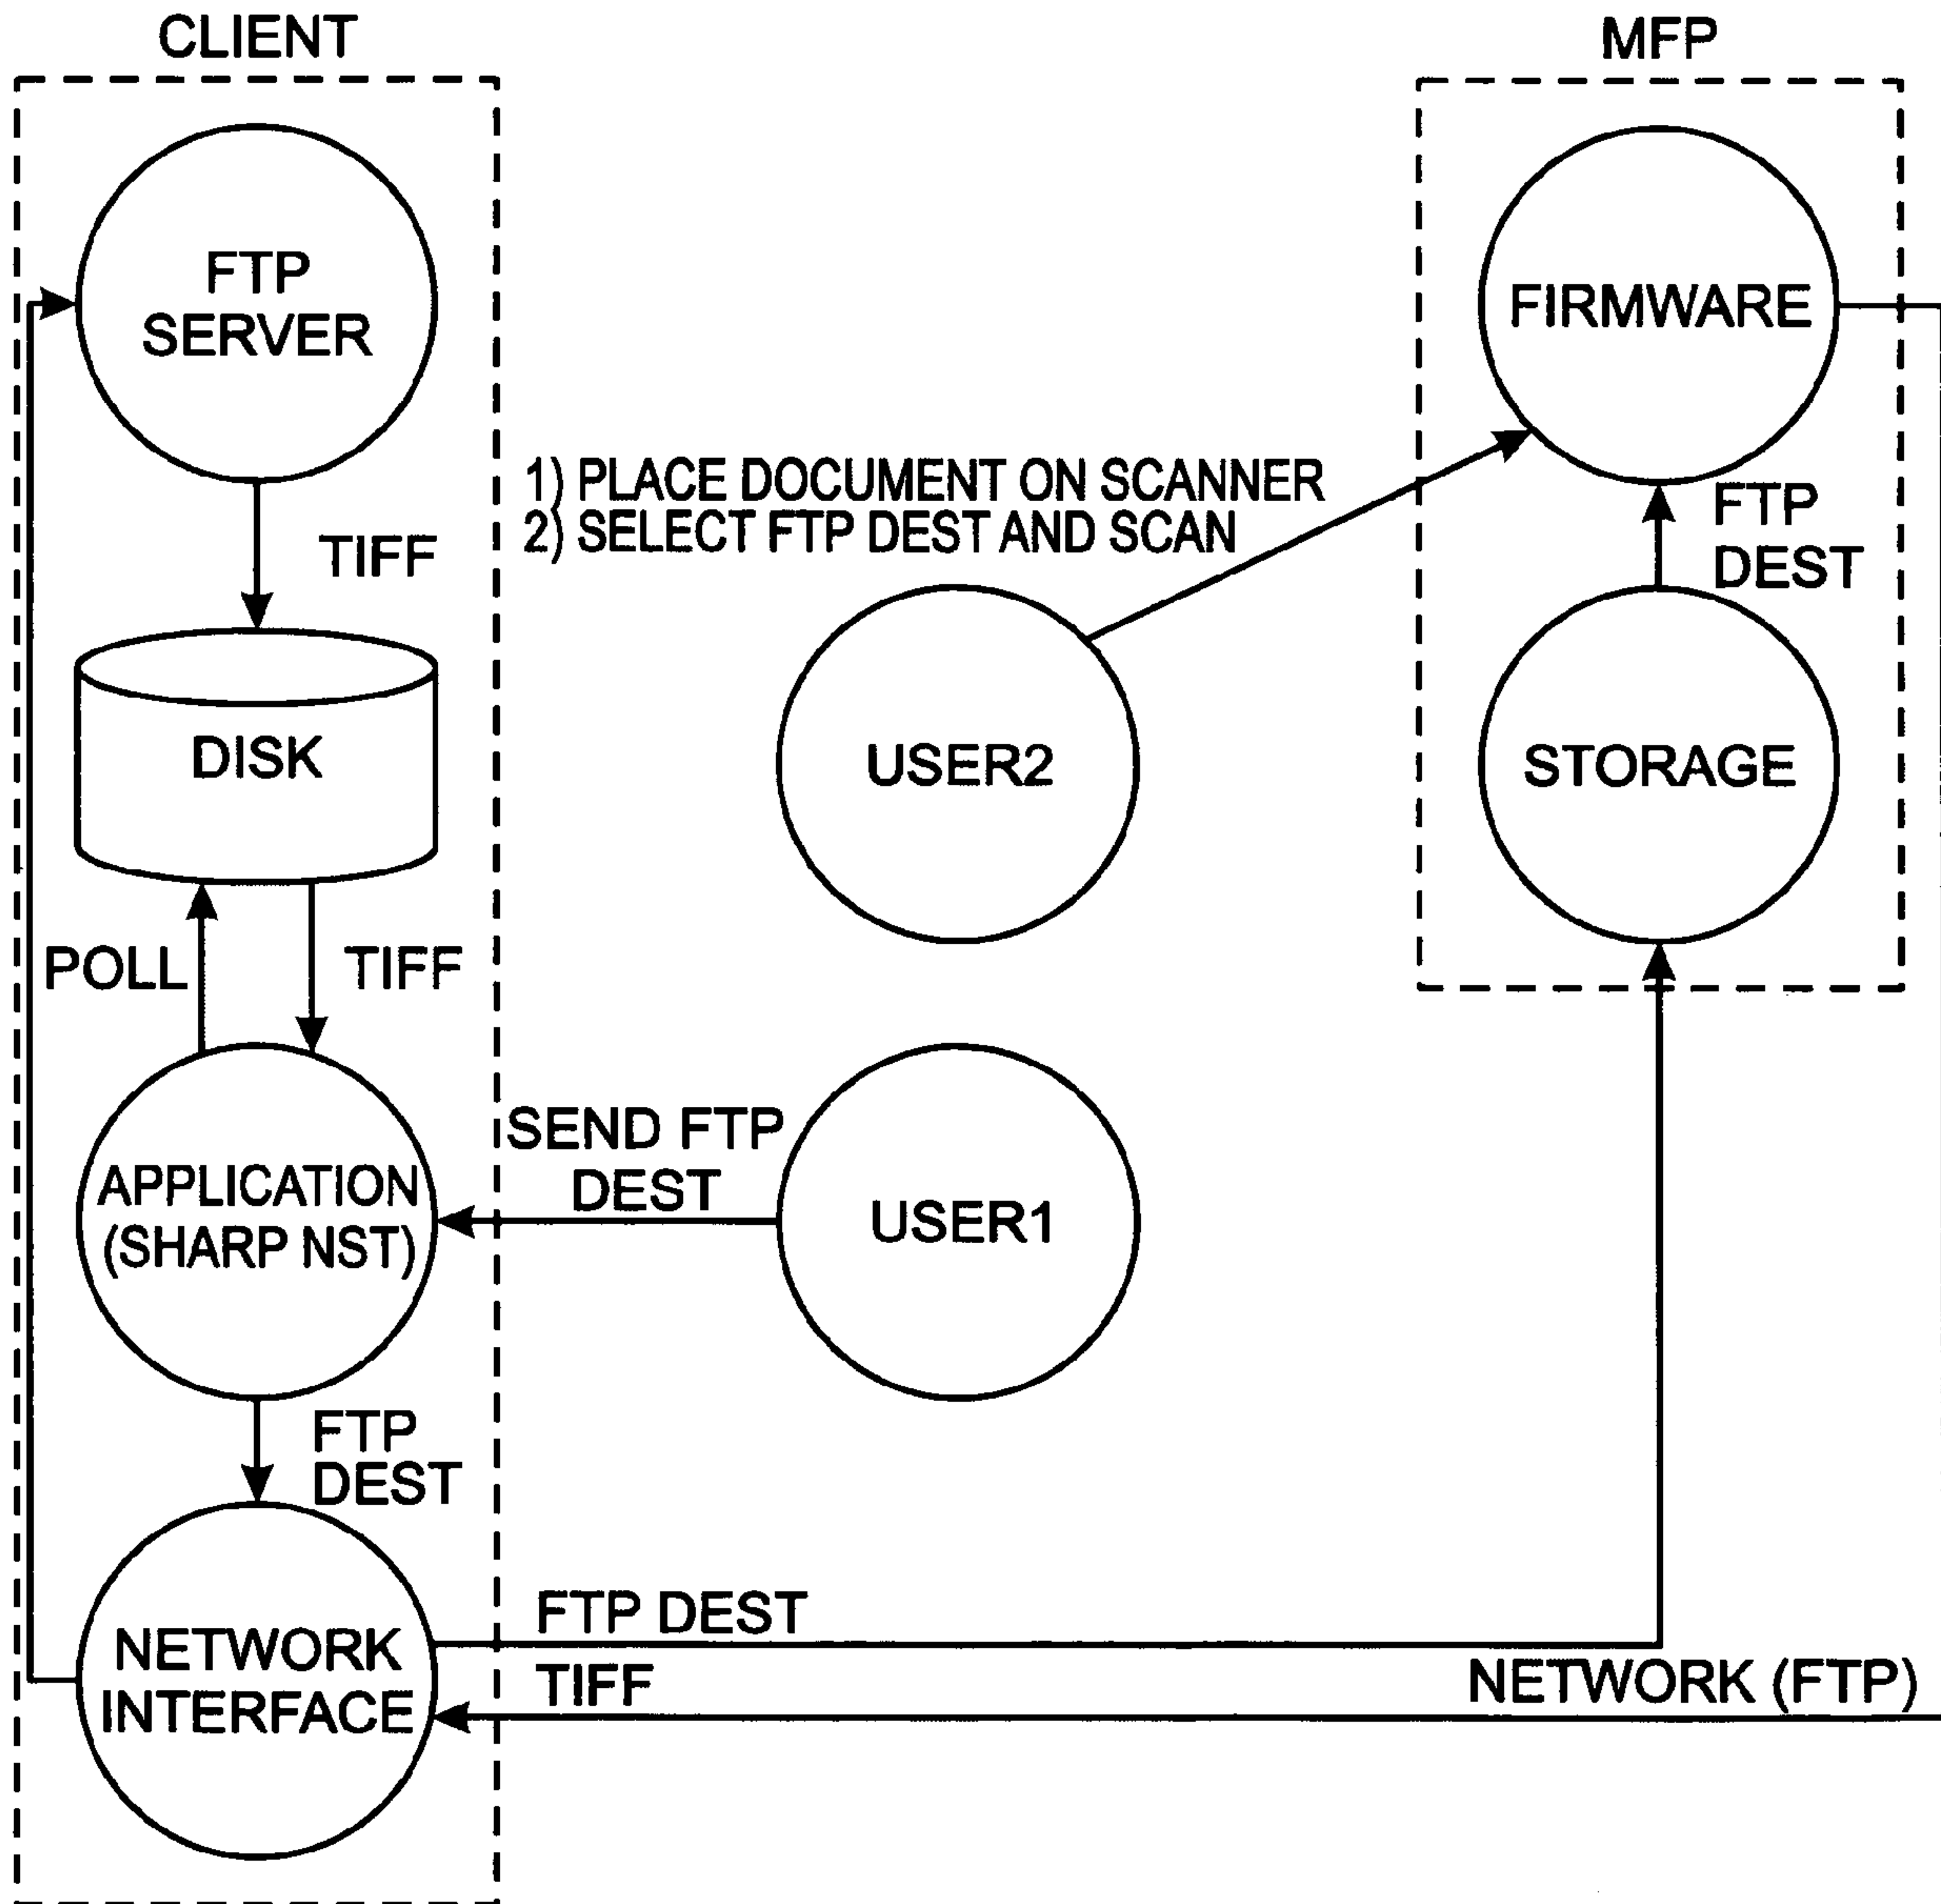 CLIENT
MFP
FTP
SERVER
FIRMWARE
1) PLACE DOCUMENT ON SCANNER
2) SELECT FTP DEST AND SCAN
TIFF
FTP
DEST
DISK
USER2
STORAGE
POLL
TIFF
SEND FTP
DEST
APPLICATION
(SHARP NST)
USER1
FTP
DEST
FTP DEST
NETWORK
INTERFACE
TIFF
NETWORK (FTP)